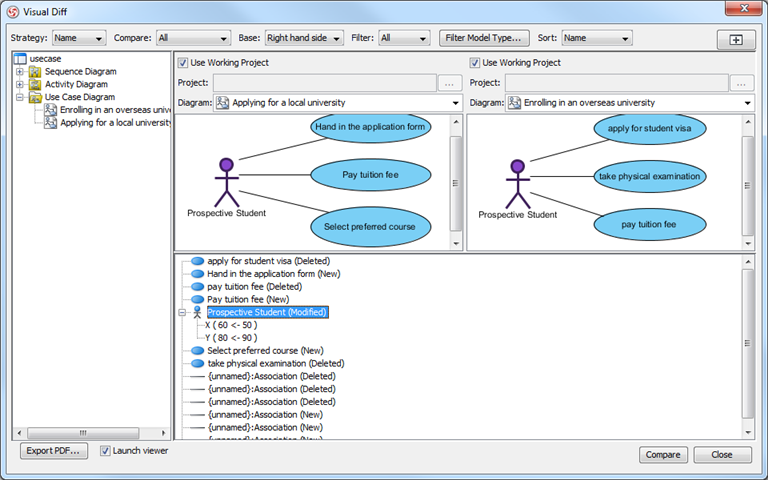 Visual Diff
Strategy: Name Compare: All Base: Right hand side Filter: All Filter Model Type... Sort: Name
usecase
Sequence Diagram
Activity Diagram
Use Case Diagram
Enrolling in an overseas univ
Applying for a local university
Use Working Project
Project: ...
Diagram: Applying for a local university
Hand in the application form
Pay tuition fee
Prospective Student
Select preferred course
Use Working Project
Project: ...
Diagram: Enrolling in an overseas university
apply for student visa
take physical examination
Prospective Student
pay tuition fee
apply for student visa (Deleted)
Hand in the application form (New)
pay tuition fee (Deleted)
Pay tuition fee (New)
Prospective Student (Modified)
X ( 60 <- 50 )
Y ( 80 <- 90 )
Select preferred course (New)
take physical examination (Deleted)
{unnamed}:Association (Deleted)
{unnamed}:Association (Deleted)
{unnamed}:Association (Deleted)
{unnamed}:Association (New)
{unnamed}:Association (New)
{unnamed}:Association (New)
Export PDF... Launch viewer Compare Close